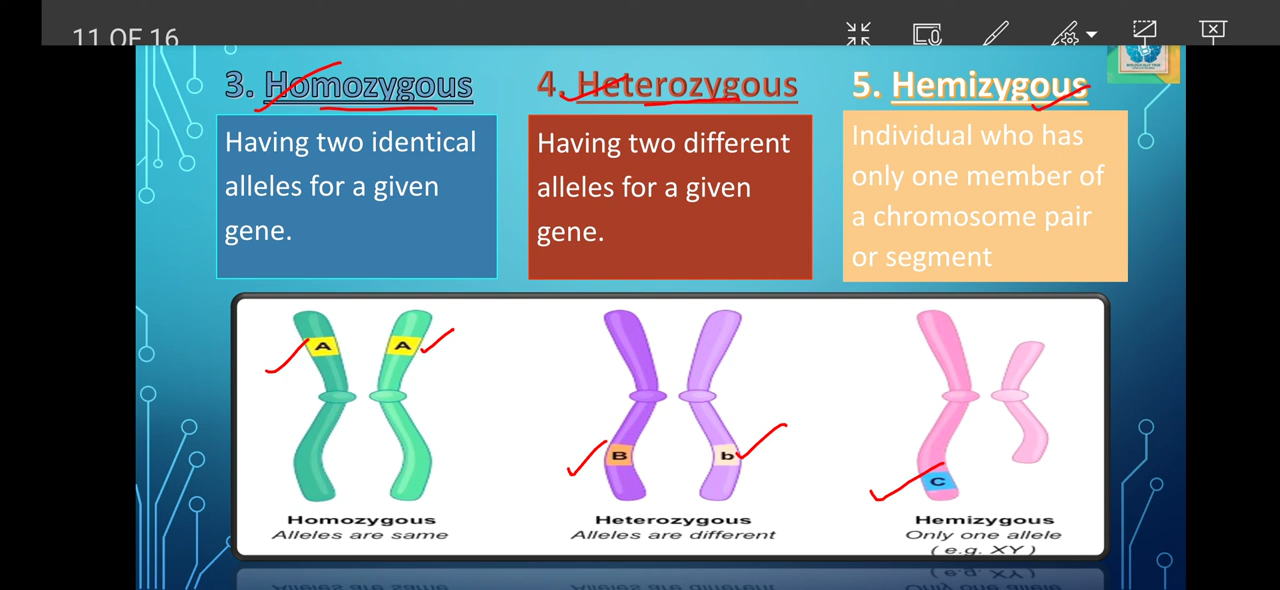 11 OF 16
3. Homozygous
Having two identical
alleles for a given
gene.
4. Heterozygous
Having two different
alleles for a given
gene.
5. Hemizygous
Individual who has
only one member of
a chromosome pair
or segment
A A
B b
C
Homozygous
Alleles are same
Heterozygous
Alleles are different
Hemizygous
Only one allele
(e.g. XY)